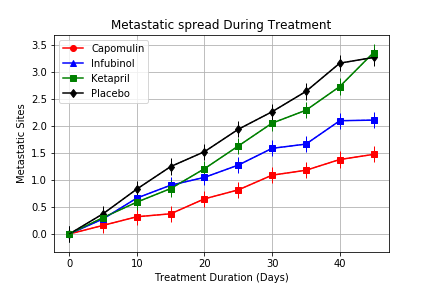 Metastatic spread During Treatment
Capomulin
Infubinol
Ketapril
Placebo
Metastatic Sites
3.5
3.0
2.5
2.0
1.5
1.0
0.5
0.0
0 10 20 30 40
Treatment Duration (Days)